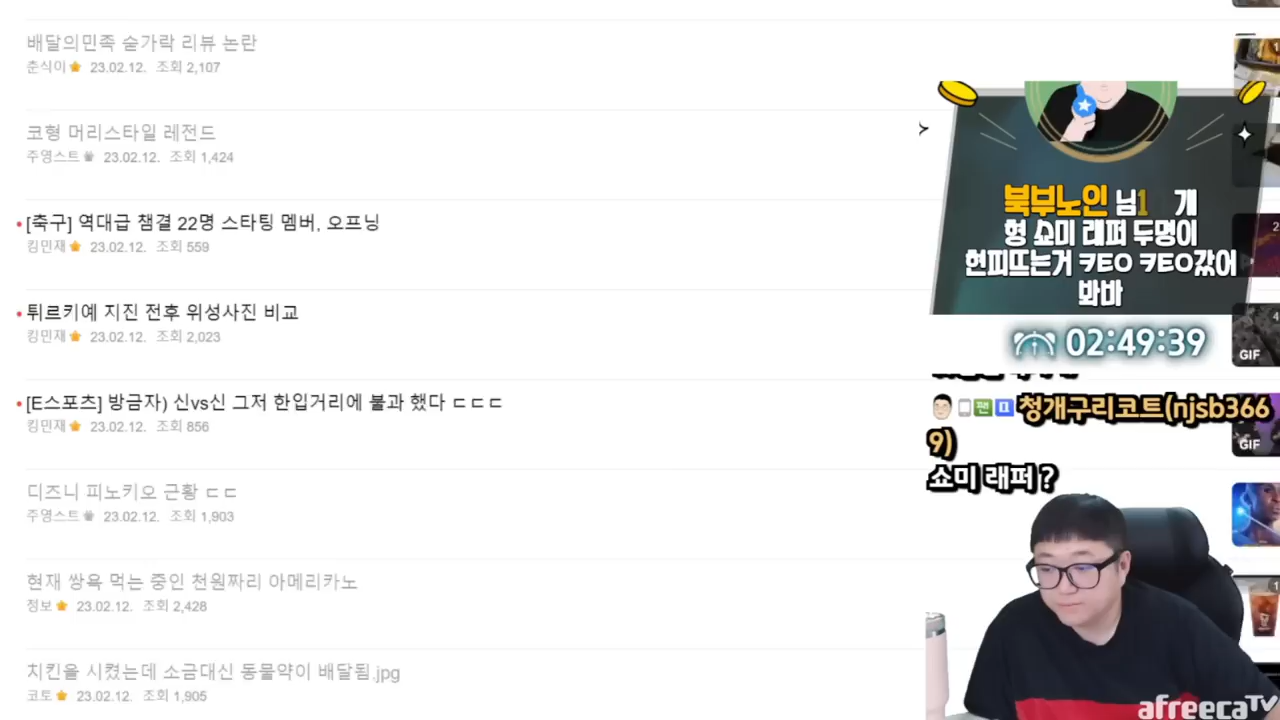 배달의민족 숟가락 리뷰 논란
춘식이 23.02.12. 조회 2,107
코형 머리스타일 레전드
주영스트 23.02.12. 조회 1,424
[축구] 역대급 챔결 22명 스타팅 멤버, 오프닝
킹민재 23.02.12. 조회 559
튀르키예 지진 전후 위성사진 비교
킹민재 23.02.12. 조회 2,023
[E스포츠] 방금자) 신vs신 그저 한입거리에 불과 했다 ㄷㄷㄷ
킹민재 23.02.12. 조회 856
디즈니 피노키오 근황 ㄷㄷ
주영스트 23.02.12. 조회 1,903
현재 쌍욕 먹는 중인 천원짜리 아메리카노
정보 23.02.12. 조회 2,428
치킨을 시켰는데 소금대신 동물약이 배달됨.jpg
코토 23.02.12. 조회 1,905
북부노인 님1 개
형 쇼미 래퍼 두명이
현피뜨는거 ㅋEO ㅋEO갔어
봐바
02:49:39
청개구리코트(njsb366
9)
쇼미 래퍼 ?
GIF
GIF
afreecaTV